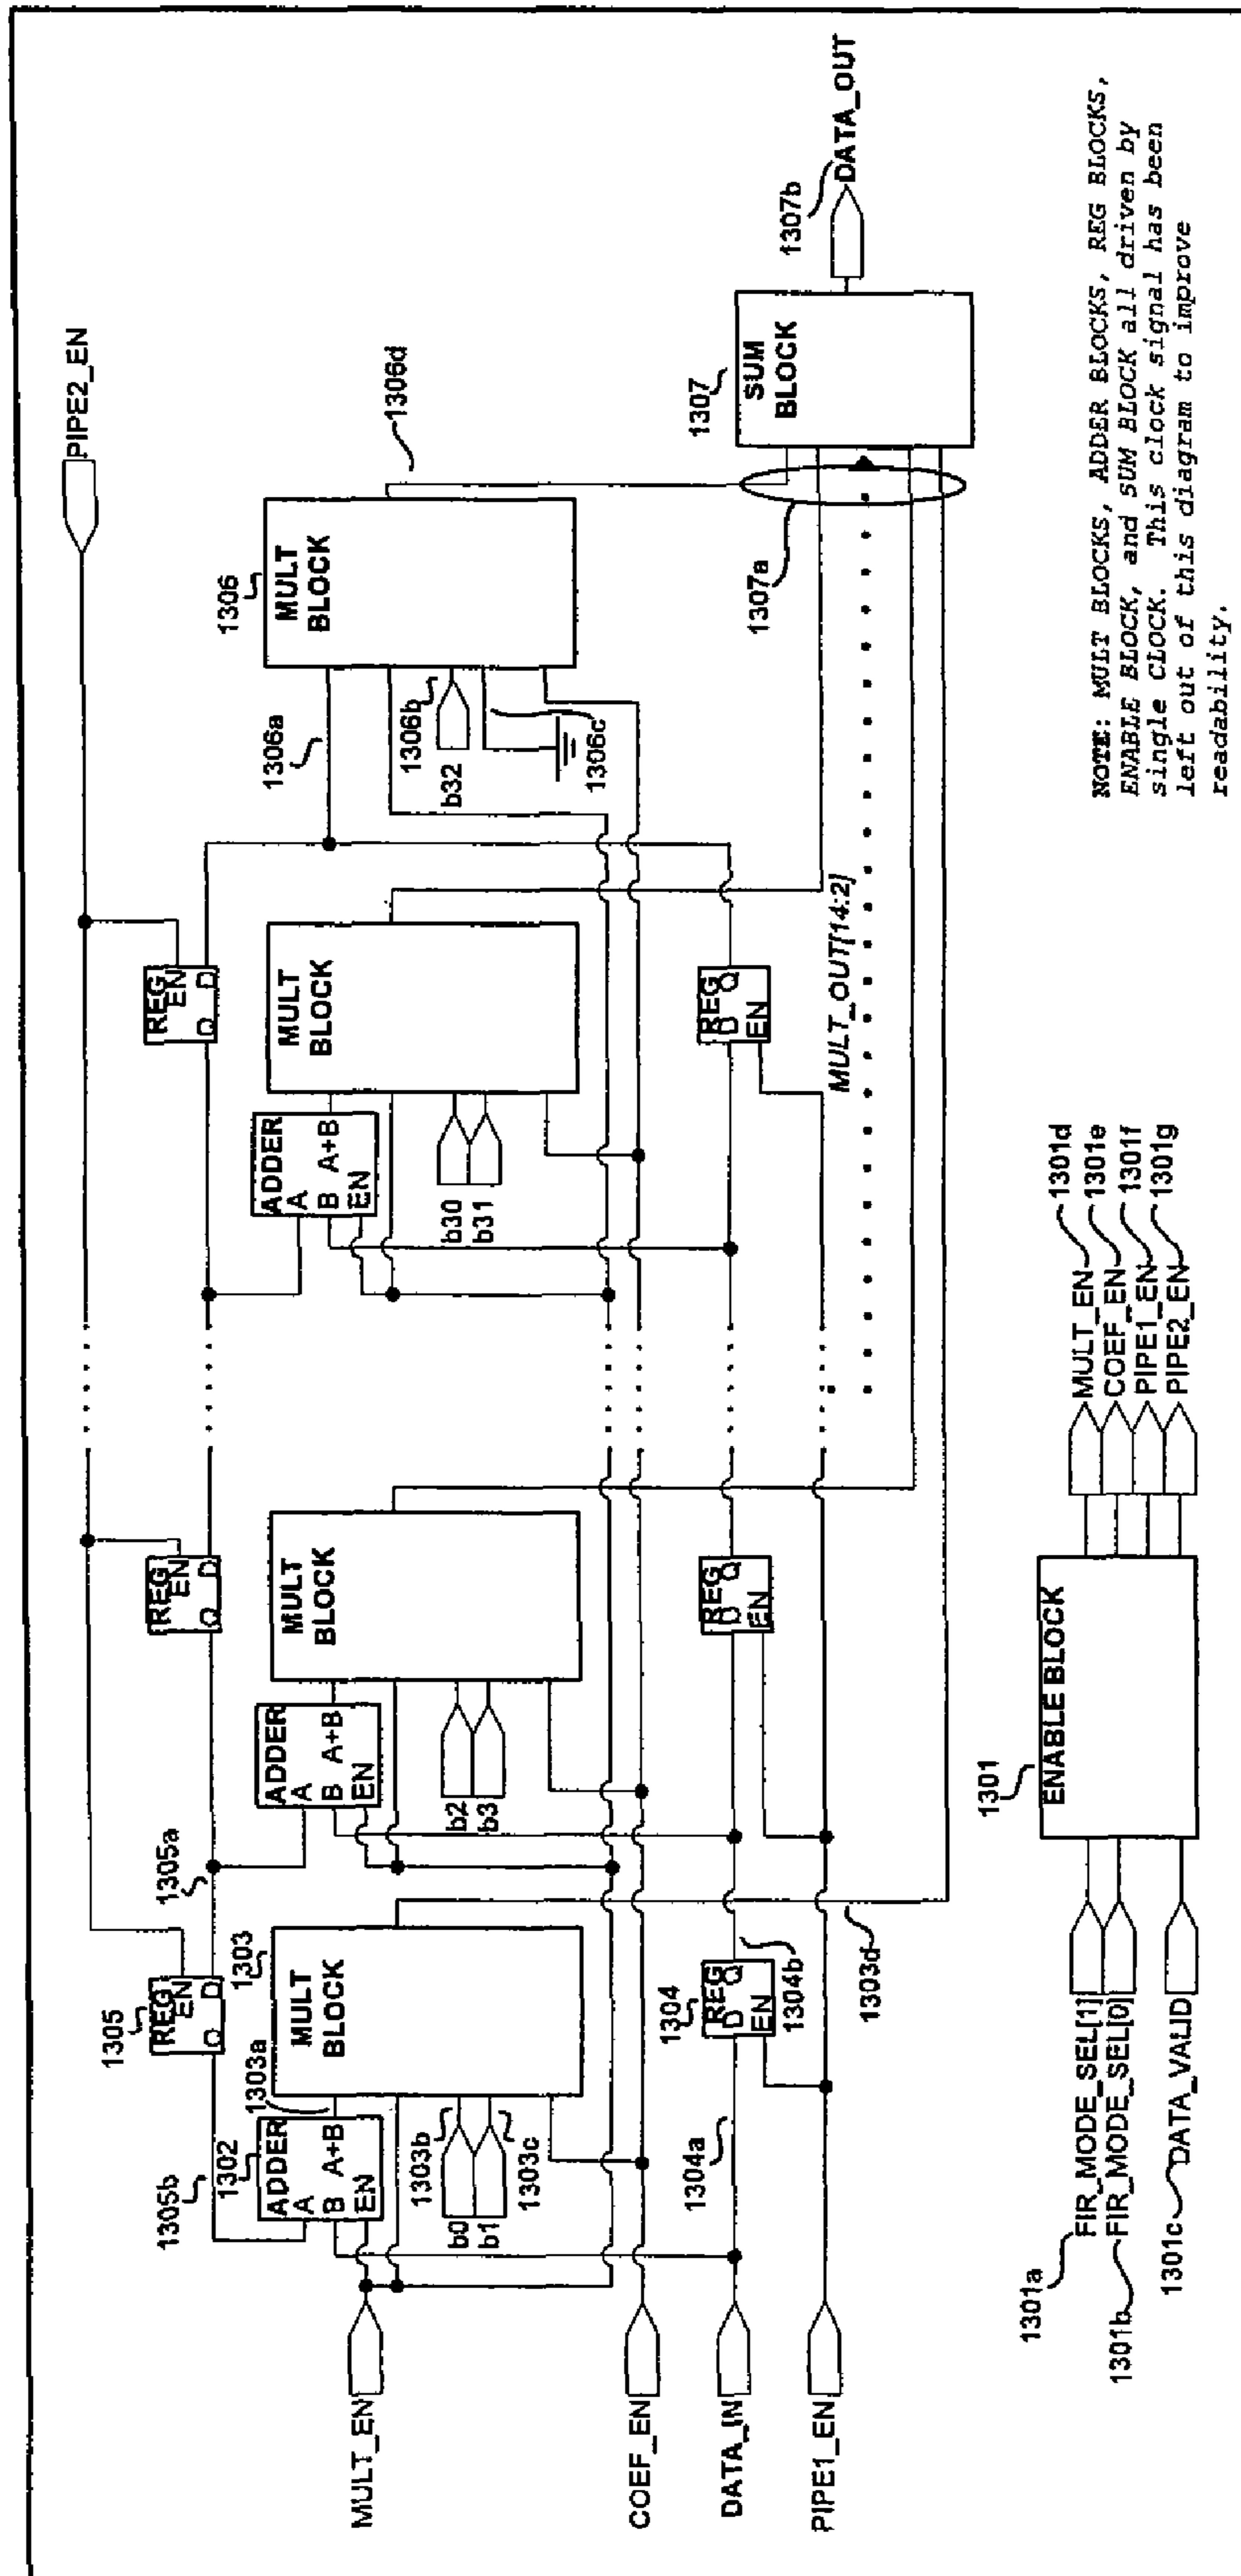 PIPE2_EN
1305
REG
EN
Q D
1305a
REG
EN
Q D
REG
EN
Q D
1305b
1302
ADDER
A
B A+B
EN
1303a
1303
MULT
BLOCK
ADDER
A
B A+B
EN
MULT
BLOCK
ADDER
A
B A+B
EN
MULT
BLOCK
1306a
1306
MULT
BLOCK
1306d
MULT_EN
b0
b1
1303b
1303c
b2
b3
b30
b31
b32
1306b
1306c
COEF_EN
DATA_IN
1304a
1304
REG
D Q
EN
1304b
REG
D Q
EN
REG
D Q
EN
PIPE1_EN
1303d
MULT_OUT[14:2]
1307a
1307
SUM
BLOCK
1307b
DATA_OUT
1301a
FIR_MODE_SEL[1]
1301b
FIR_MODE_SEL[0]
1301c
DATA_VALID
1301
ENABLE BLOCK
MULT_EN
1301d
COEF_EN
1301e
PIPE1_EN
1301f
PIPE2_EN
1301g
NOTE: MULT BLOCKS, ADDER BLOCKS, REG BLOCKS,
ENABLE BLOCK, and SUM BLOCK all driven by
single CLOCK. This clock signal has been
left out of this diagram to improve
readability.